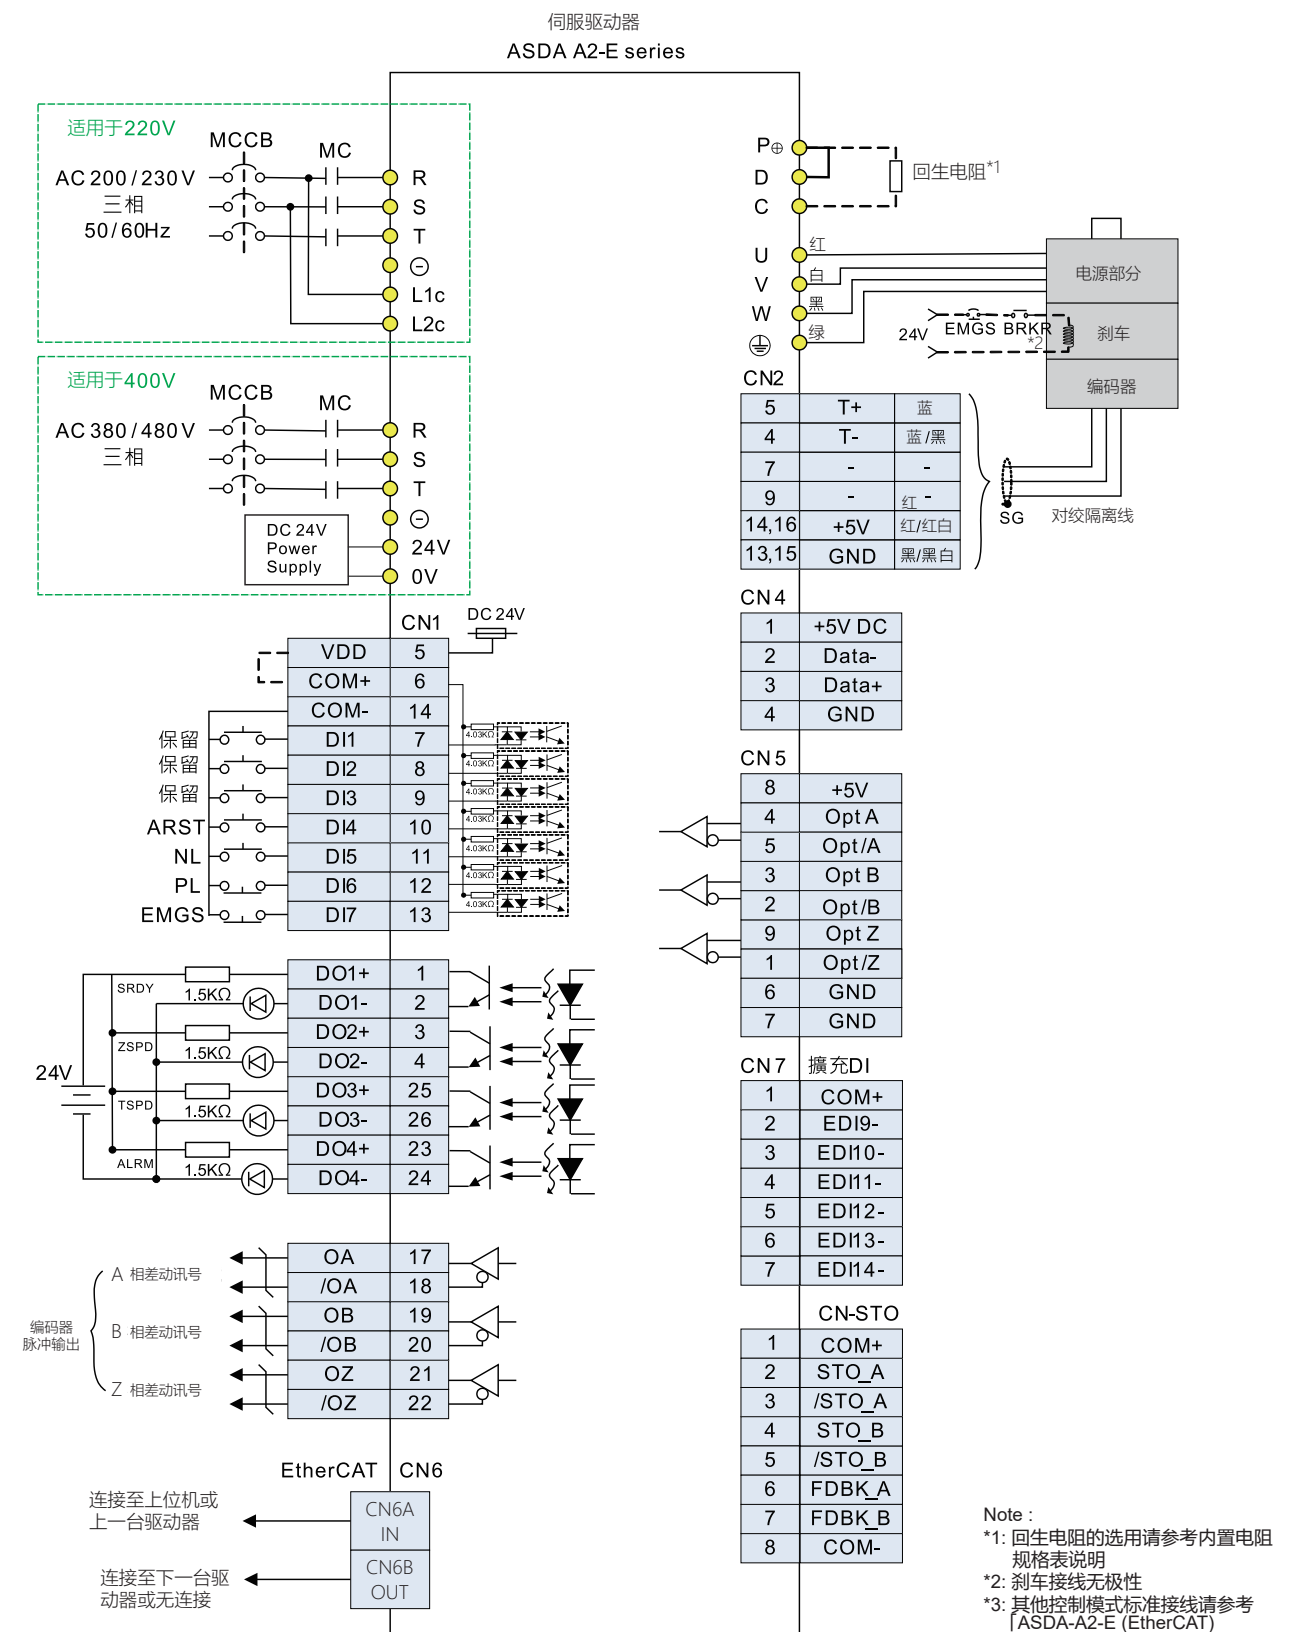 伺服驱动器
ASDA A2-E series
适用于220V
MCCB
MC
AC 200 / 230 V
三相
50 / 60Hz
R
S
T
⊖
L1c
L2c
适用于400V
MCCB
MC
AC 380 / 480 V
三相
R
S
T
⊖
DC 24V
Power
Supply
24V
0V
CN1
DC 24V
VDD 5
COM+ 6
COM- 14
保留 DI1 7 4.03KΩ
保留 DI2 8 4.03KΩ
保留 DI3 9 4.03KΩ
ARST DI4 10 4.03KΩ
NL DI5 11 4.03KΩ
PL DI6 12 4.03KΩ
EMGS DI7 13 4.03KΩ
24V
DO1+ 1
SRDY 1.5KΩ DO1- 2
DO2+ 3
ZSPD 1.5KΩ DO2- 4
DO3+ 25
TSPD 1.5KΩ DO3- 26
DO4+ 23
ALRM 1.5KΩ DO4- 24
编码器
脉冲输出
A 相差动讯号
B 相差动讯号
Z 相差动讯号
OA 17
/OA 18
OB 19
/OB 20
OZ 21
/OZ 22
EtherCAT CN6
连接至上位机或
上一台驱动器
CN6A
IN
连接至下一台驱
动器或无连接
CN6B
OUT
P⊕
D
C
回生电阻*1
U 红
V 白
W 黑
绿
电源部分
刹车
编码器
24V
EMGS BRKR
*2
CN2
5 T+ 蓝
4 T- 蓝/黑
7 - -
9 - 红 -
14,16 +5V 红/红白
13,15 GND 黑/黑白
SG
对绞隔离线
CN 4
1 +5V DC
2 Data-
3 Data+
4 GND
CN 5
8 +5V
4 Opt A
5 Opt /A
3 Opt B
2 Opt /B
9 Opt Z
1 Opt /Z
6 GND
7 GND
CN 7 擴充DI
1 COM+
2 EDI9-
3 EDI10-
4 EDI11-
5 EDI12-
6 EDI13-
7 EDI14-
CN-STO
1 COM+
2 STO_A
3 /STO_A
4 STO_B
5 /STO_B
6 FDBK_A
7 FDBK_B
8 COM-
Note :
*1: 回生电阻的选用请参考内置电阻
规格表说明
*2: 刹车接线无极性
*3: 其他控制模式标准接线请参考
「ASDA-A2-E (EtherCAT)